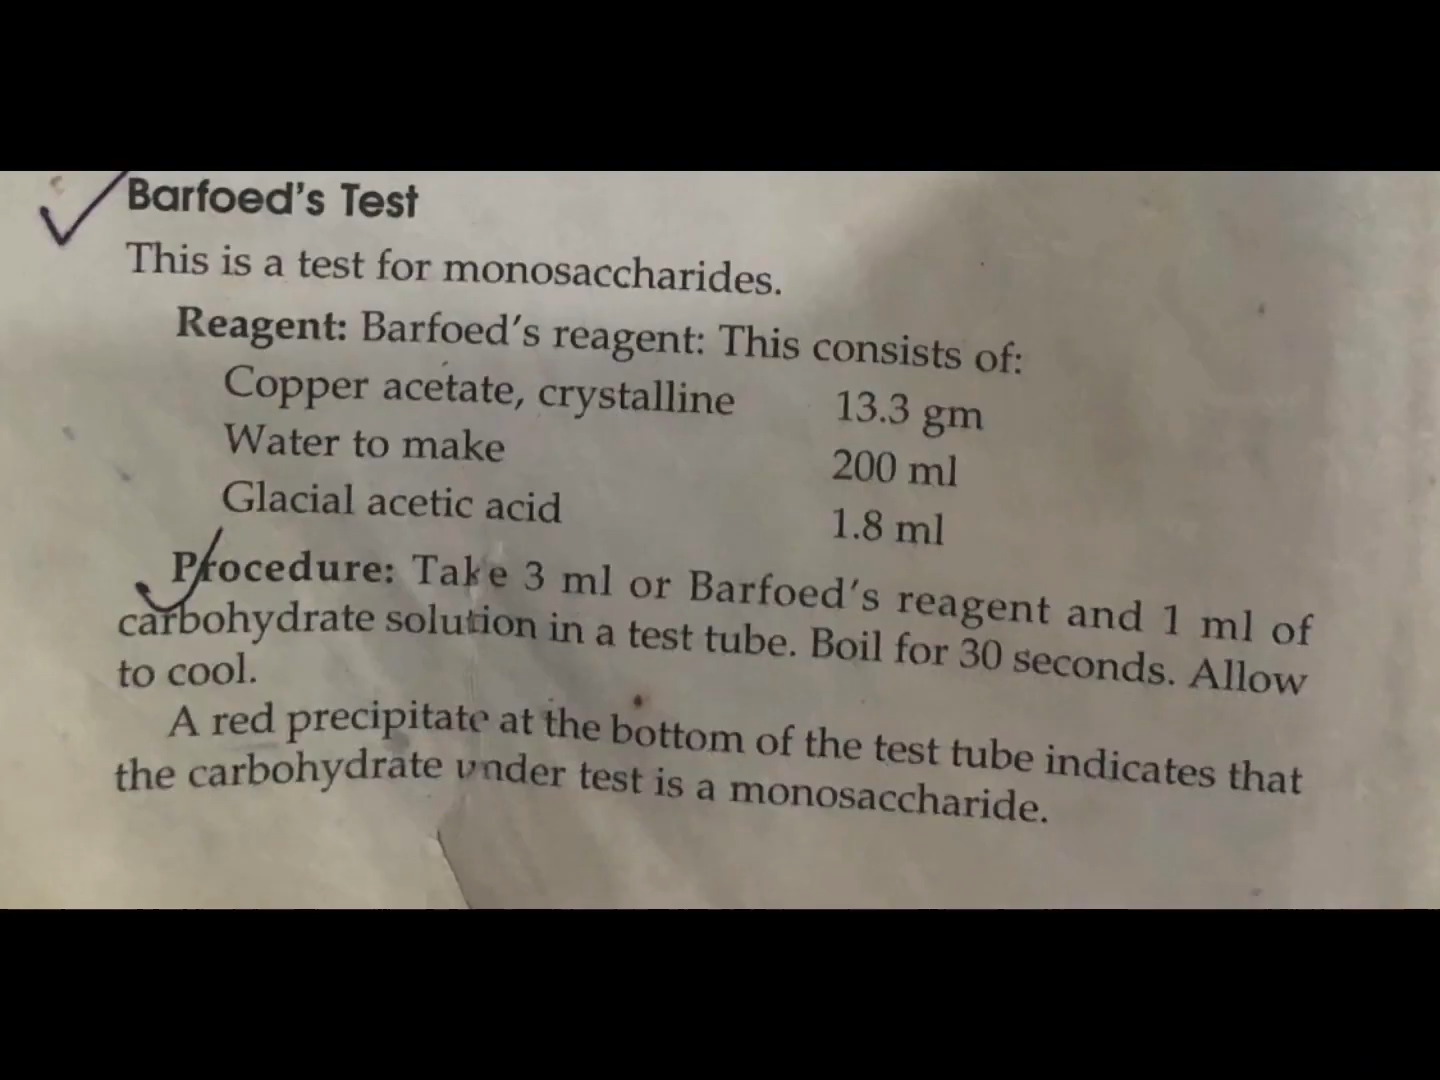 Barfoed's Test
This is a test for monosaccharides.
Reagent: Barfoed's reagent: This consists of:
Copper acetate, crystalline 13.3 gm
Water to make 200 ml
Glacial acetic acid 1.8 ml
Procedure: Take 3 ml or Barfoed's reagent and 1 ml of
carbohydrate solution in a test tube. Boil for 30 seconds. Allow
to cool.
A red precipitate at the bottom of the test tube indicates that
the carbohydrate under test is a monosaccharide.